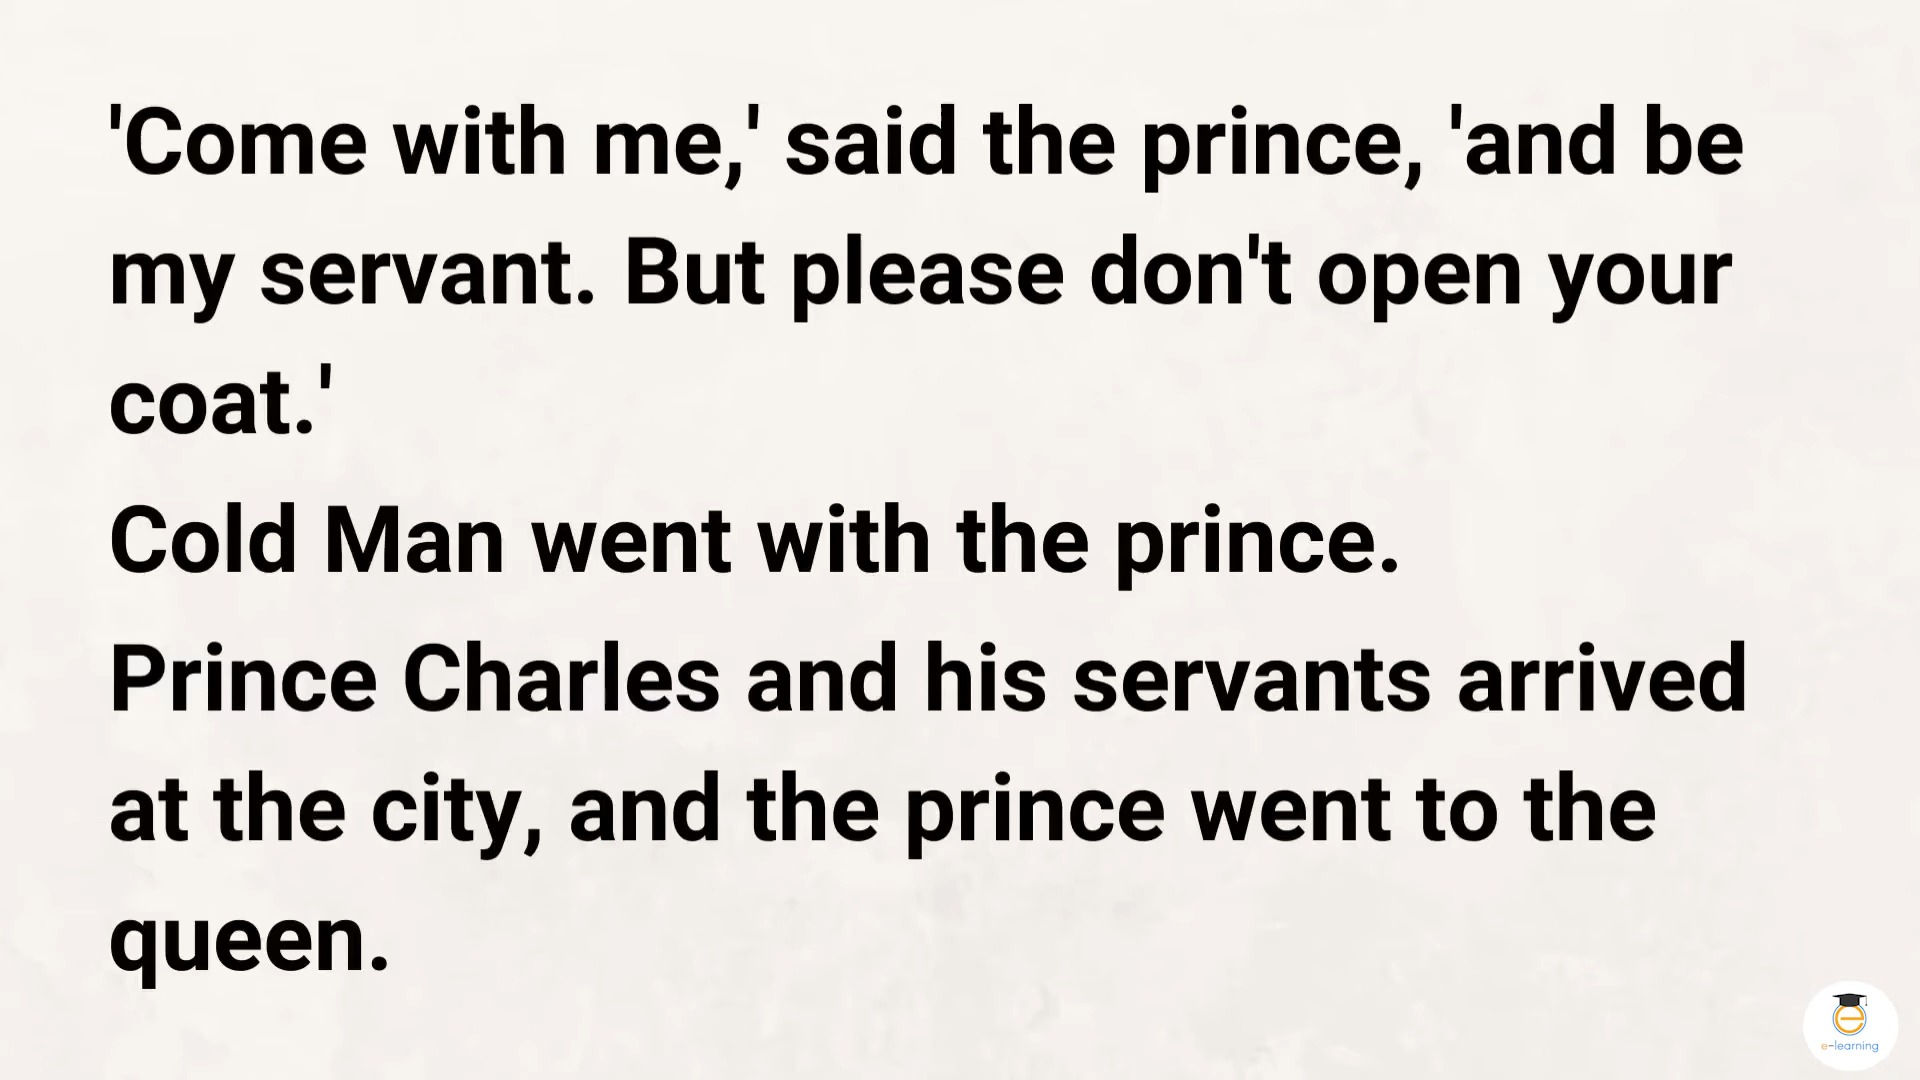 'Come with me,' said the prince, 'and be
my servant. But please don't open your
coat.'
Cold Man went with the prince.
Prince Charles and his servants arrived
at the city, and the prince went to the
queen.
e-learning